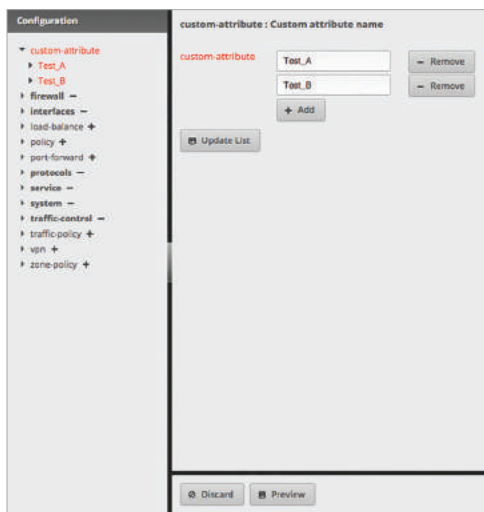 Configuration
custom-attribute
Test_A
Test_B
firewall −
interfaces −
load-balance +
policy +
port-forward +
protocols −
service −
system −
traffic-control −
traffic-policy +
vpn +
zone-policy +
custom-attribute : Custom attribute name
custom-attribute Test_A − Remove
Test_B − Remove
+ Add
Update List
Discard Preview